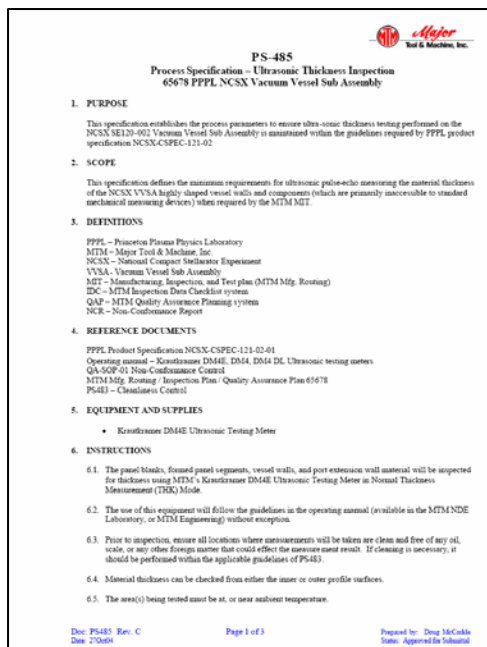 MTM
Major
Tool & Machine, Inc.
PS-485
Process Specification – Ultrasonic Thickness Inspection
65678 PPPL NCSX Vacuum Vessel Sub Assembly
1. PURPOSE
This specification establishes the process parameters to ensure ultra-sonic thickness testing performed on the
NCSX SE120-002 Vacuum Vessel Sub Assembly is maintained within the guidelines required by PPPL product
specification NCSX-CSPEC-121-02
2. SCOPE
This specification defines the minimum requirements for ultrasonic pulse-echo measuring the material thickness
of the NCSX VVSA highly shaped vessel walls and components (which are primarily inaccessible to standard
mechanical measuring devices) when required by the MTM MIT.
3. DEFINITIONS
PPPL – Princeton Plasma Physics Laboratory
MTM – Major Tool & Machine, Inc.
NCSX – National Compact Stellarator Experiment
VVSA - Vacuum Vessel Sub Assembly
MIT – Manufacturing, Inspection, and Test plan (MTM Mfg. Routing)
IDC – MTM Inspection Data Checklist system
QAP – MTM Quality Assurance Planning system
NCR – Non-Conformance Report
4. REFERENCE DOCUMENTS
PPPL Product Specification NCSX-CSPEC-121-02-01
Operating manual – Krautkramer DM4E, DM4, DM4 DL Ultrasonic testing meters
QA-SOP-01 Non-Conformance Control
MTM Mfg. Routing / Inspection Plan / Quality Assurance Plan 65678
PS483 – Cleanliness Control
5. EQUIPMENT AND SUPPLIES
• Krautkramer DM4E Ultrasonic Testing Meter
6. INSTRUCTIONS
6.1. The panel blanks, formed panel segments, vessel walls, and port extension wall material will be inspected
for thickness using MTM's Krautkramer DM4E Ultrasonic Testing Meter in Normal Thickness
Measurement (THK) Mode.
6.2. The use of this equipment will follow the guidelines in the operating manual (available in the MTM NDE
Laboratory, or MTM Engineering) without exception.
6.3. Prior to inspection, ensure all locations where measurements will be taken are clean and free of any oil,
scale, or any other foreign matter that could effect the measurement result. If cleaning is necessary, it
should be performed within the applicable guidelines of PS483.
6.4. Material thickness can be checked from either the inner or outer profile surfaces.
6.5. The area(s) being tested must be at, or near ambient temperature.
Doc: PS485 Rev. C
Page 1 of 3
Prepared by: Doug McCorkle
Date: 27Oct04
Status: Approved for Submittal